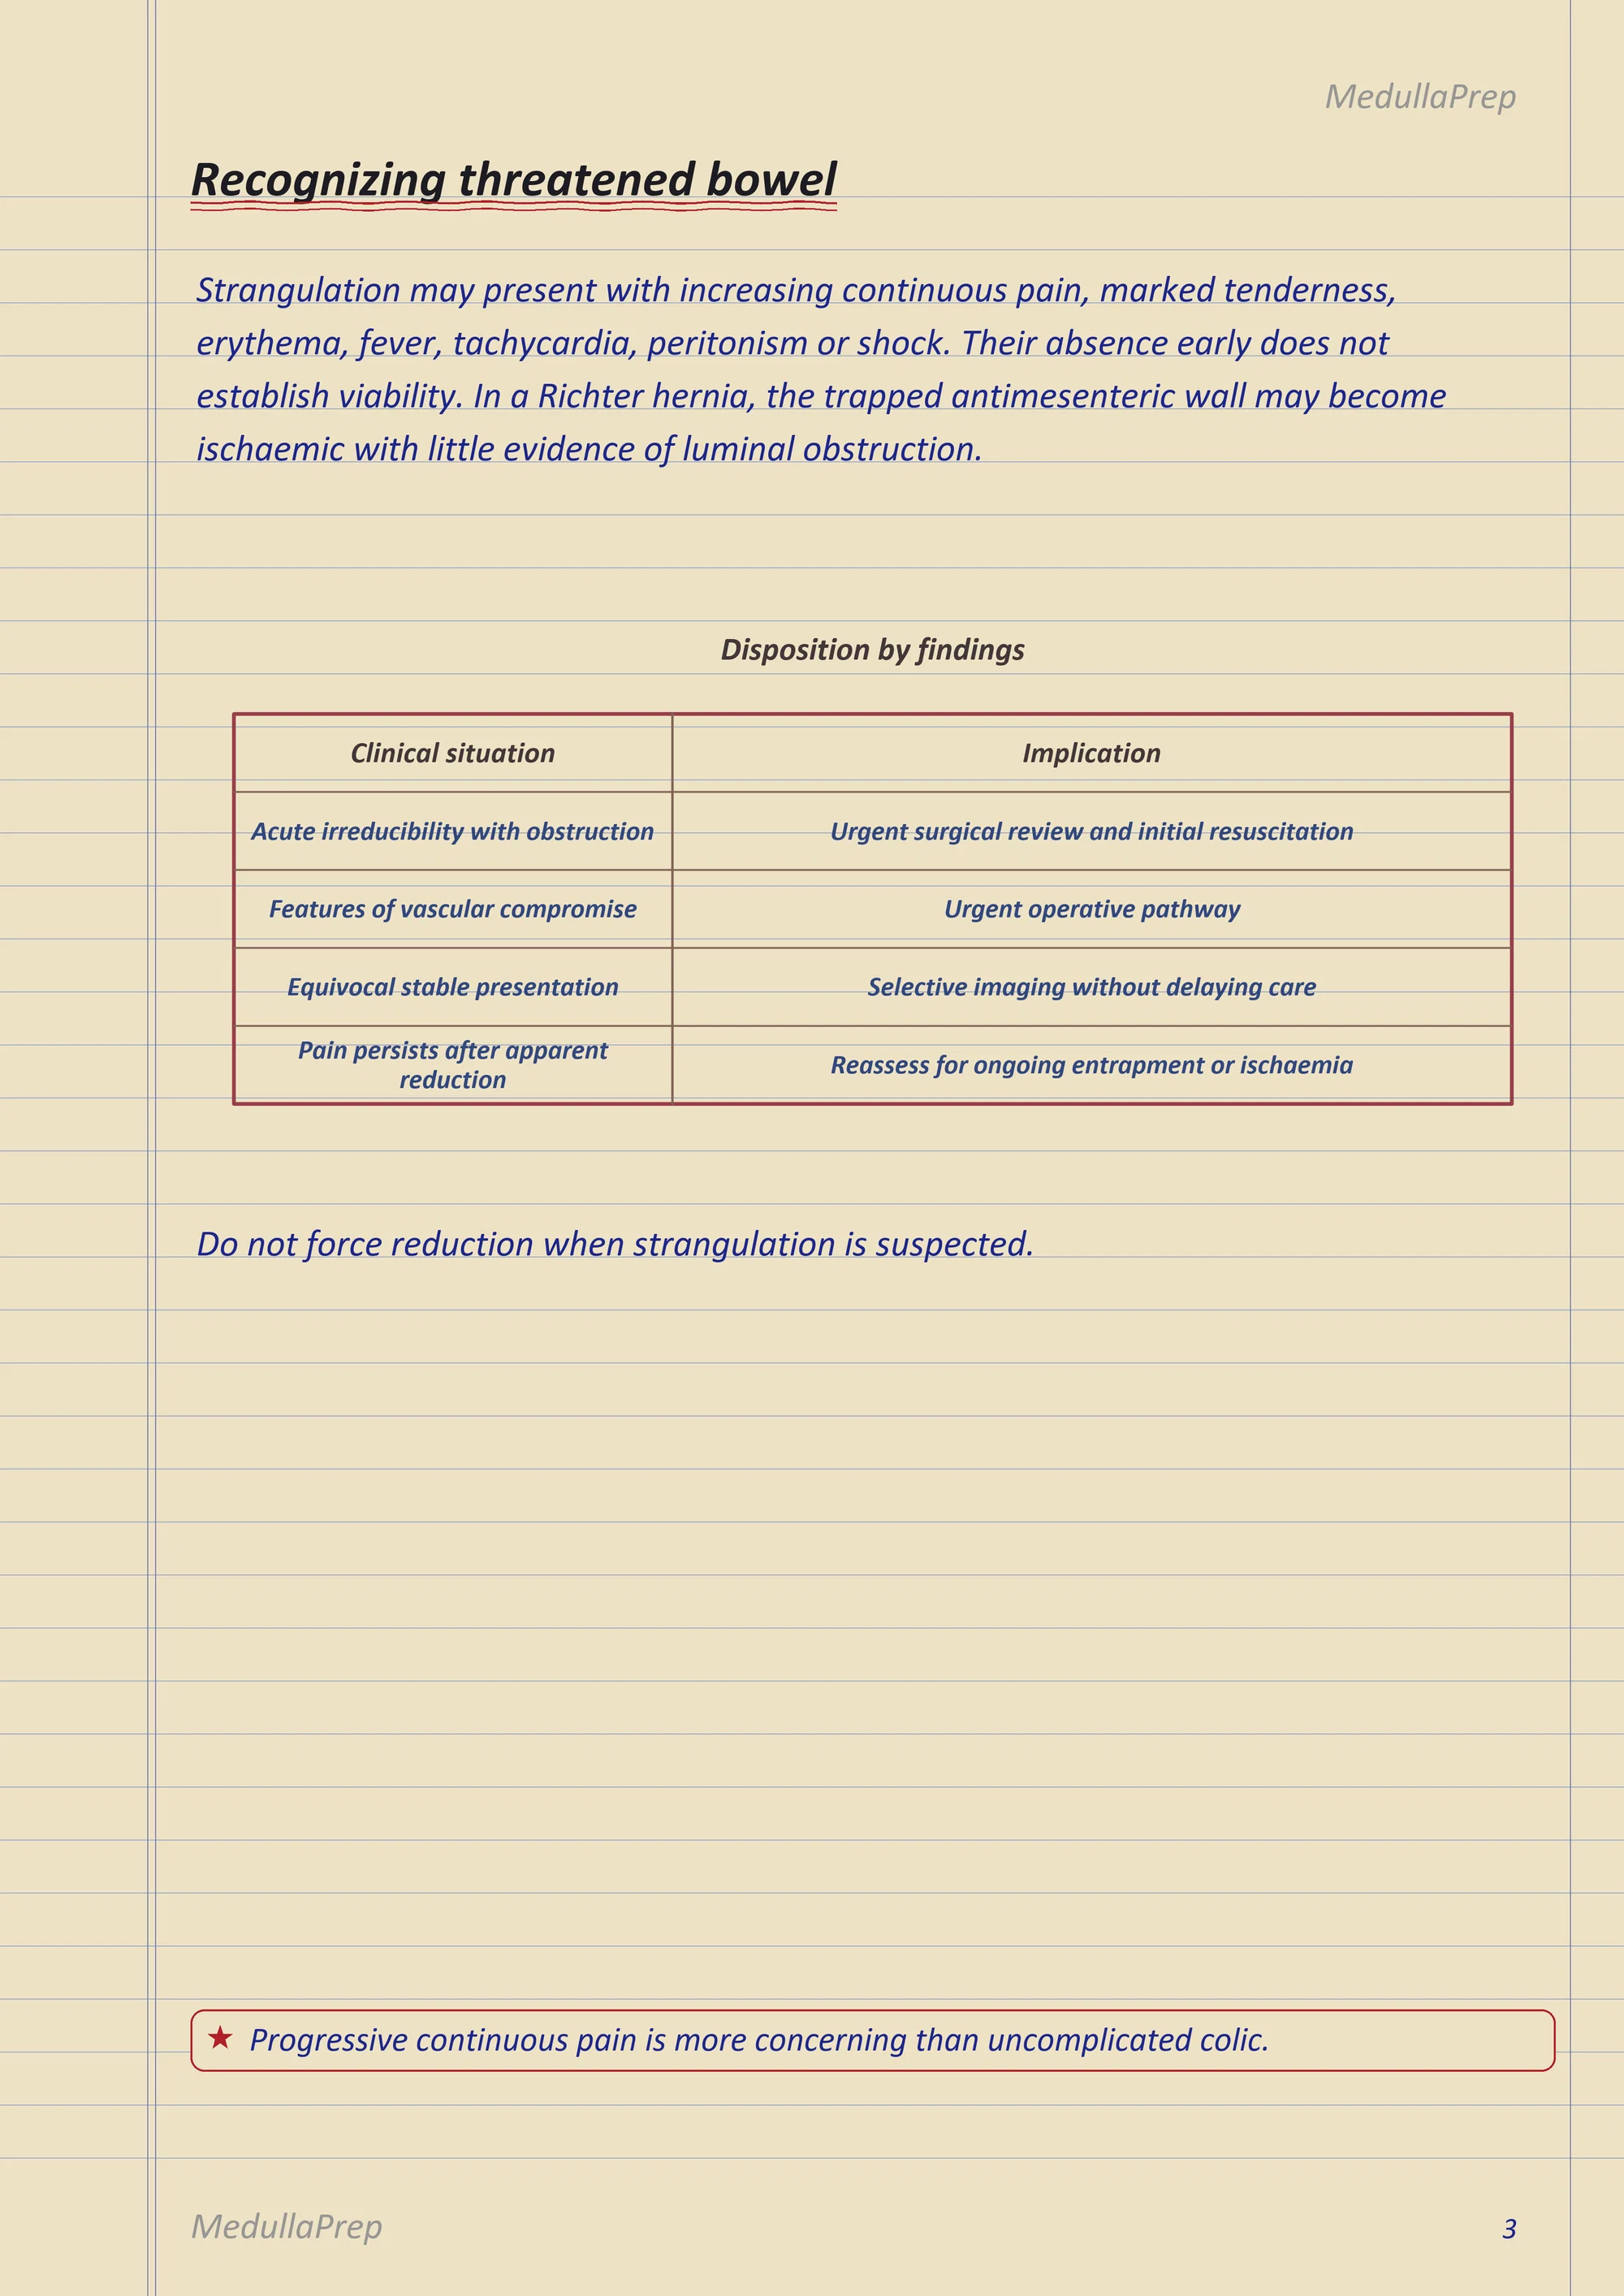 MedullaPrep
Recognizing threatened bowel
Strangulation may present with increasing continuous pain, marked tenderness,
erythema, fever, tachycardia, peritonism or shock. Their absence early does not
establish viability. In a Richter hernia, the trapped antimesenteric wall may become
ischaemic with little evidence of luminal obstruction.
Disposition by findings
Clinical situation Implication
Acute irreducibility with obstruction Urgent surgical review and initial resuscitation
Features of vascular compromise Urgent operative pathway
Equivocal stable presentation Selective imaging without delaying care
Pain persists after apparent
reduction
Reassess for ongoing entrapment or ischaemia
Do not force reduction when strangulation is suspected.
★ Progressive continuous pain is more concerning than uncomplicated colic.
MedullaPrep 3